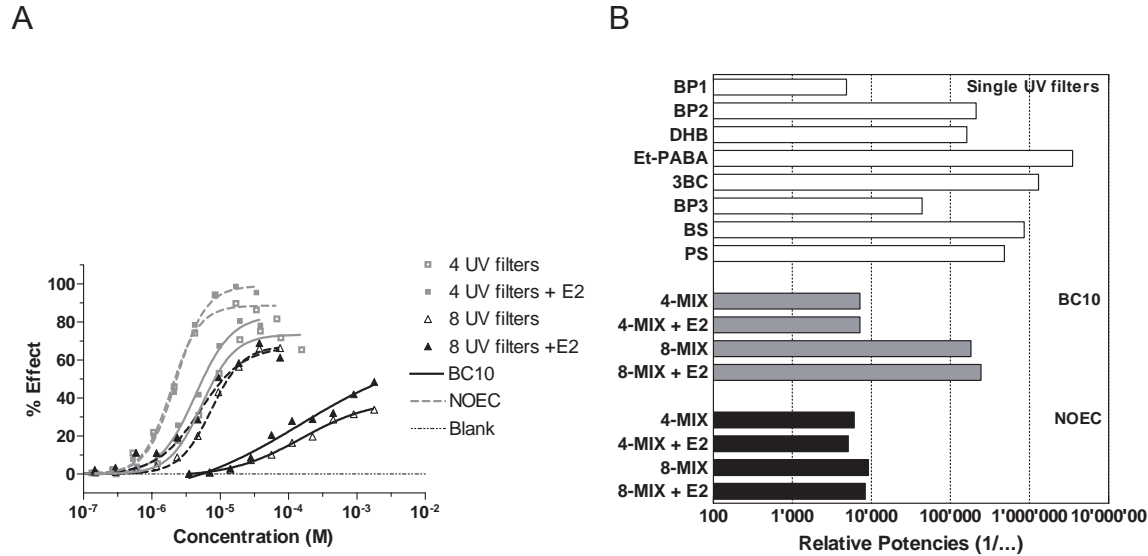 A
% Effect
100
80
60
40
20
0
10-7
10-6
10-5
10-4
10-3
10-2
Concentration (M)
4 UV filters
4 UV filters + E2
8 UV filters
8 UV filters +E2
BC10
NOEC
Blank
B
Single UV filters
BP1
BP2
DHB
Et-PABA
3BC
BP3
BS
PS
BC10
4-MIX
4-MIX + E2
8-MIX
8-MIX + E2
NOEC
4-MIX
4-MIX + E2
8-MIX
8-MIX + E2
100
1'000
10'000
100'000
1'000'000
10'000'000
Relative Potencies (1/...)